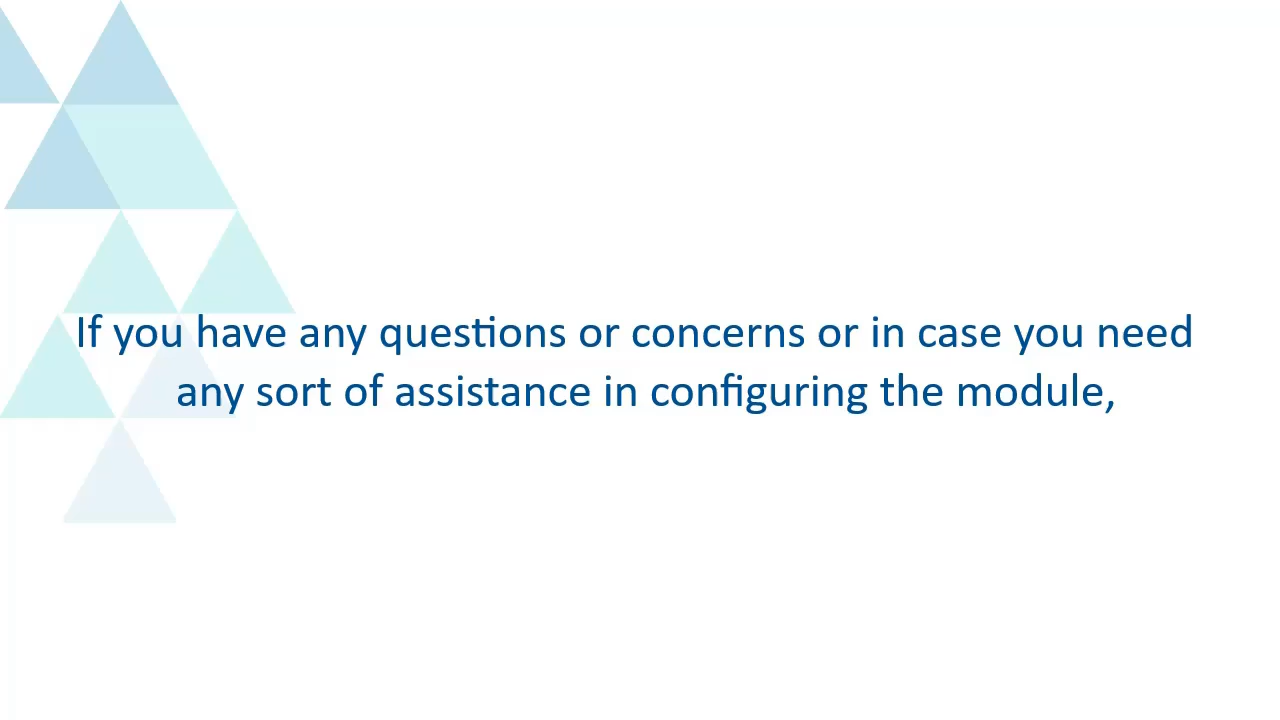 If you have any questions or concerns or in case you need
any sort of assistance in configuring the module,